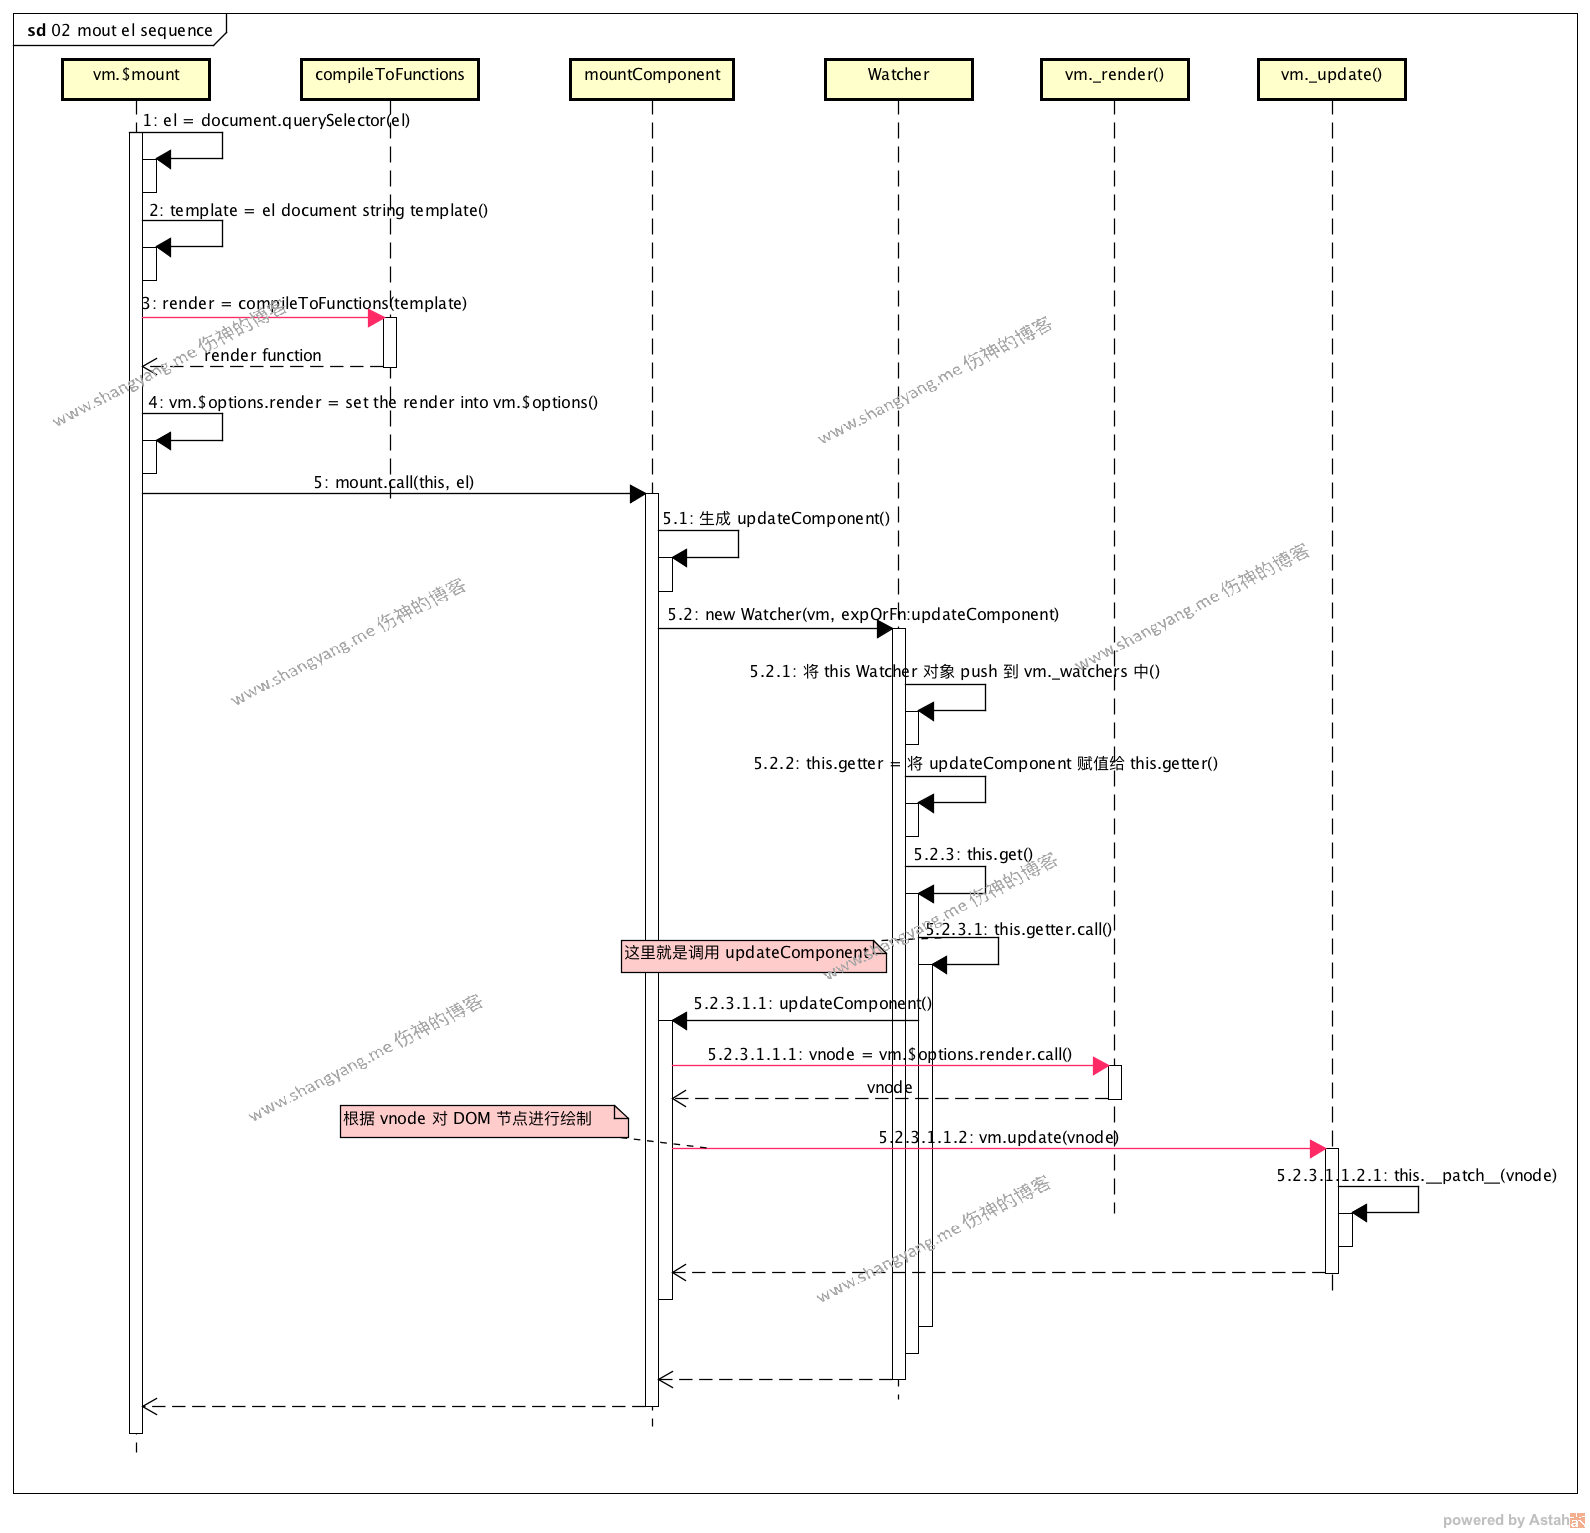 sd 02 mout el sequence
vm.$mount
compileToFunctions
mountComponent
Watcher
vm._render()
vm._update()
1: el = document.querySelector(el)
2: template = el document string template()
3: render = compileToFunctions(template)
www.shangyang.me 伤神的博客
www.shangyang.me 伤神的博客
render function
4: vm.$options.render = set the render into vm.$options()
5: mount.call(this, el)
5.1: 生成 updateComponent()
www.shangyang.me 伤神的博客
www.shangyang.me 伤神的博客
5.2: new Watcher(vm, expOrFn:updateComponent)
5.2.1: 将 this Watcher 对象 push 到 vm._watchers 中()
5.2.2: this.getter = 将 updateComponent 赋值给 this.getter()
5.2.3: this.get()
www.shangyang.me 伤神的博客
5.2.3.1: this.getter.call()
这里就是调用 updateComponent
5.2.3.1.1: updateComponent()
www.shangyang.me 伤神的博客
5.2.3.1.1.1: vnode = vm.$options.render.call()
vnode
根据 vnode 对 DOM 节点进行绘制
5.2.3.1.1.2: vm.update(vnode)
5.2.3.1.1.2.1: this.__patch__(vnode)
www.shangyang.me 伤神的博客
powered by Astah